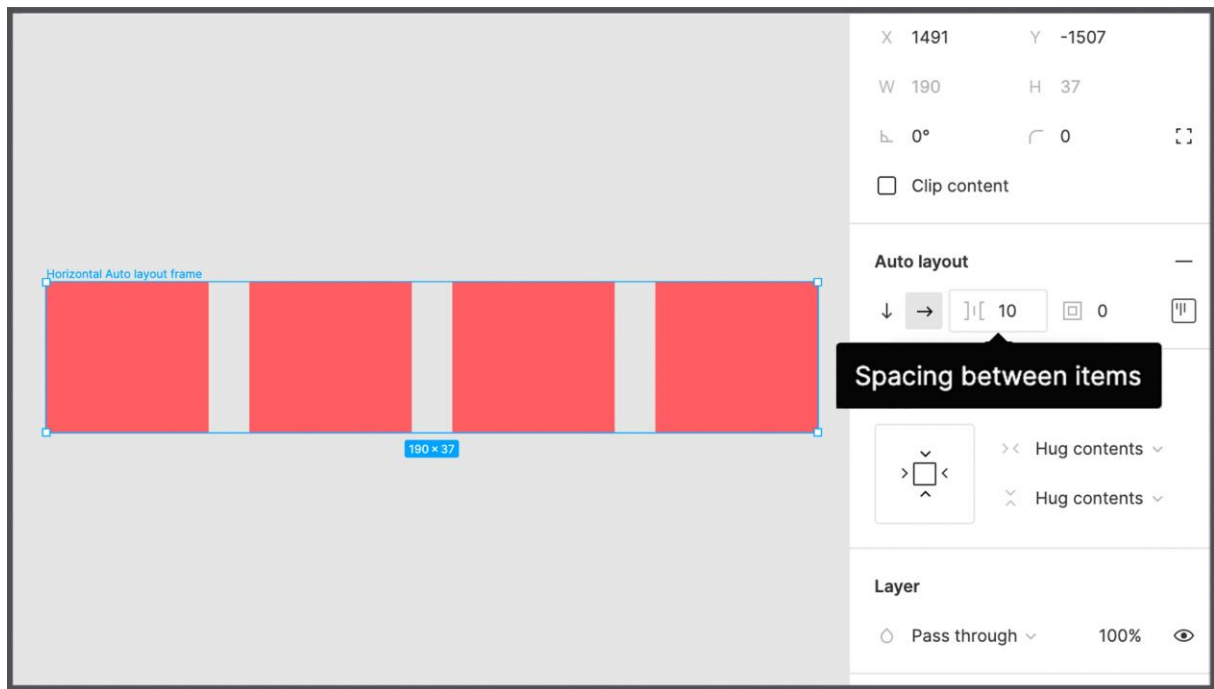 X 1491 Y -1507
W 190 H 37
0° 0
Clip content
Horizontal Auto layout frame
Auto layout
10 0
Spacing between items
190 × 37
Hug contents
Hug contents
Layer
Pass through 100%